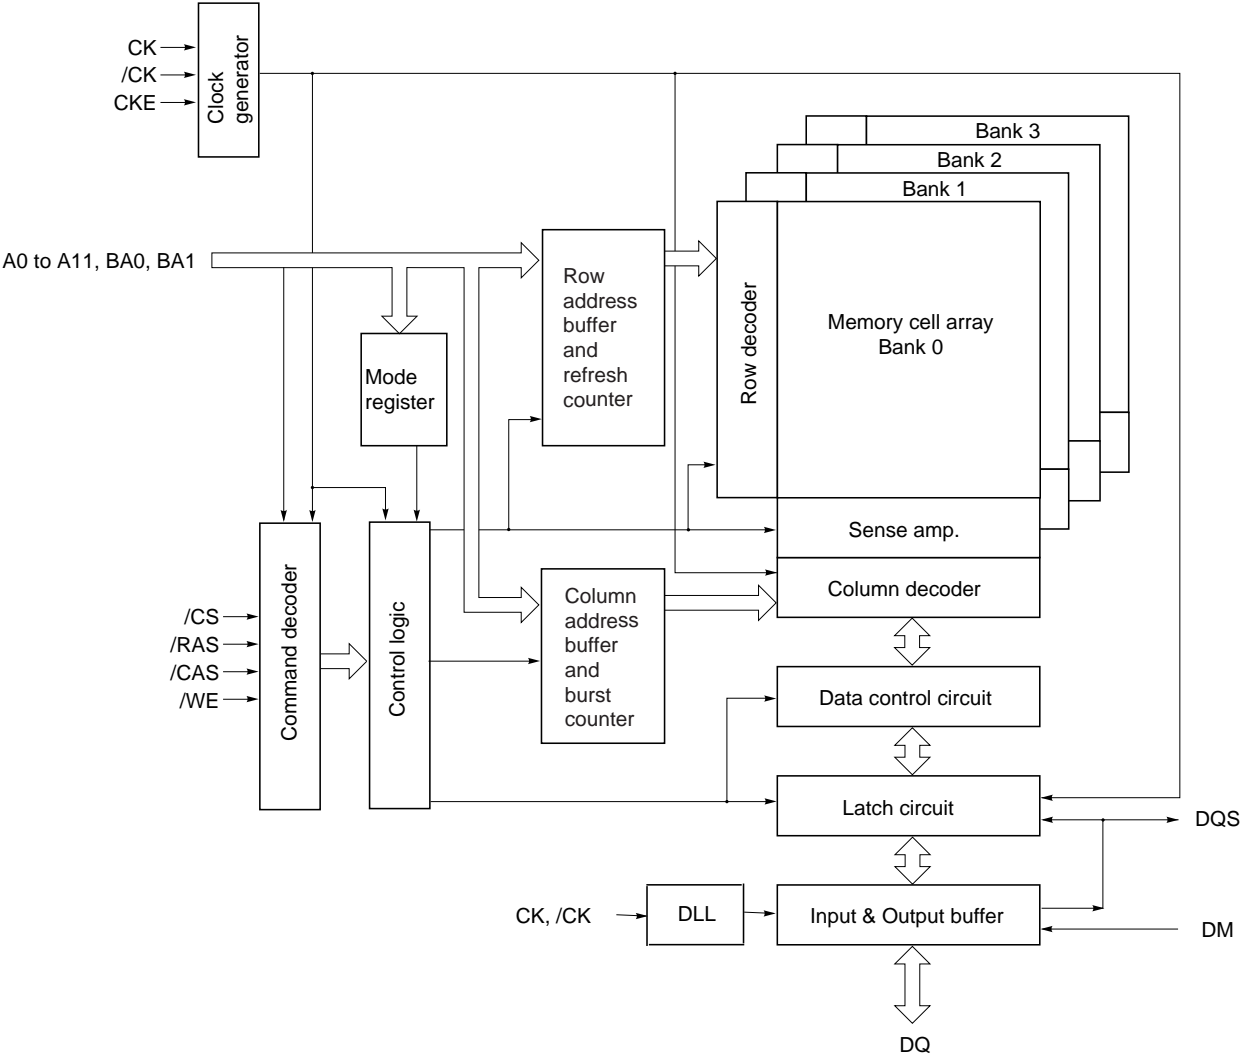 CK
/CK
CKE
Clock
generator
Bank 3
Bank 2
Bank 1
A0 to A11, BA0, BA1
Row
address
buffer
and
refresh
counter
Row decoder
Memory cell array
Bank 0
Mode
register
Sense amp.
Column decoder
/CS
/RAS
/CAS
/WE
Command decoder
Control logic
Column
address
buffer
and
burst
counter
Data control circuit
Latch circuit
DQS
CK, /CK
DLL
Input & Output buffer
DM
DQ